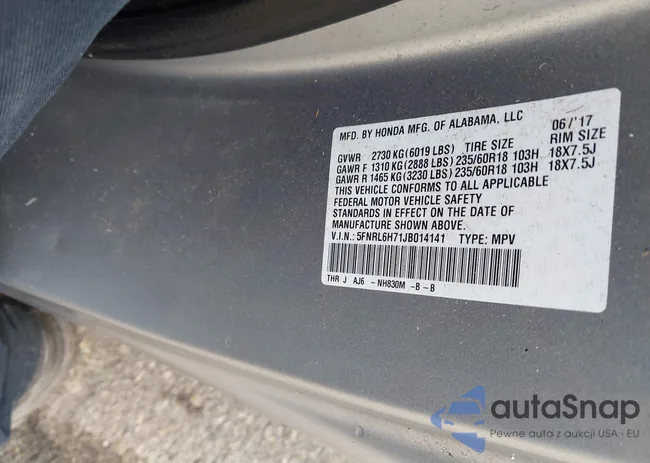 MFD. BY HONDA MFG. OF ALABAMA, LLC 06/'17
GVWR 2730 KG(6019 LBS) TIRE SIZE RIM SIZE
GAWR F 1310 KG(2888 LBS)235/60R18 103H 18X7.5J
GAWR R 1465 KG(3230 LBS)235/60R18 103H 18X7.5J
THIS VEHICLE CONFORMS TO ALL APPLICABLE
FEDERAL MOTOR VEHICLE SAFETY
STANDARDS IN EFFECT ON THE DATE OF
MANUFACTURE SHOWN ABOVE.
V.I.N.: 5FNRL6H71JB014141 TYPE: MPV
THR J AJ6 -NH830M -B-B
autaSnap
Pewne auta z aukcji USA i EU